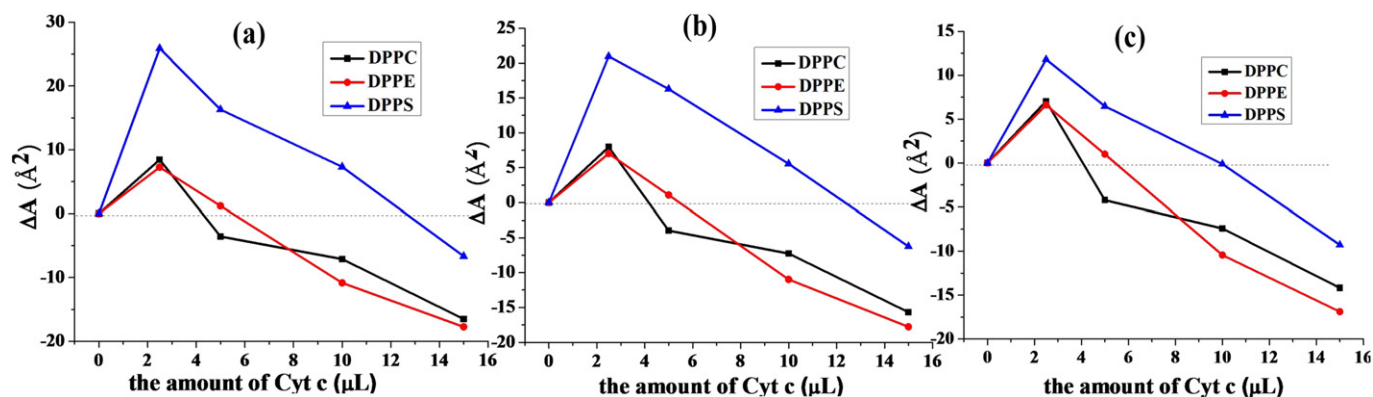 (a)
DPPC
DPPE
DPPS
ΔA (Å²)
30
20
10
0
-10
-20
0 2 4 6 8 10 12 14 16
the amount of Cyt c (μL)
(b)
DPPC
DPPE
DPPS
ΔA (Å²)
25
20
15
10
5
0
-5
-10
-15
-20
0 2 4 6 8 10 12 14 16
the amount of Cyt c (μL)
(c)
DPPC
DPPE
DPPS
ΔA (Å²)
15
10
5
0
-5
-10
-15
-20
0 2 4 6 8 10 12 14 16
the amount of Cyt c (μL)